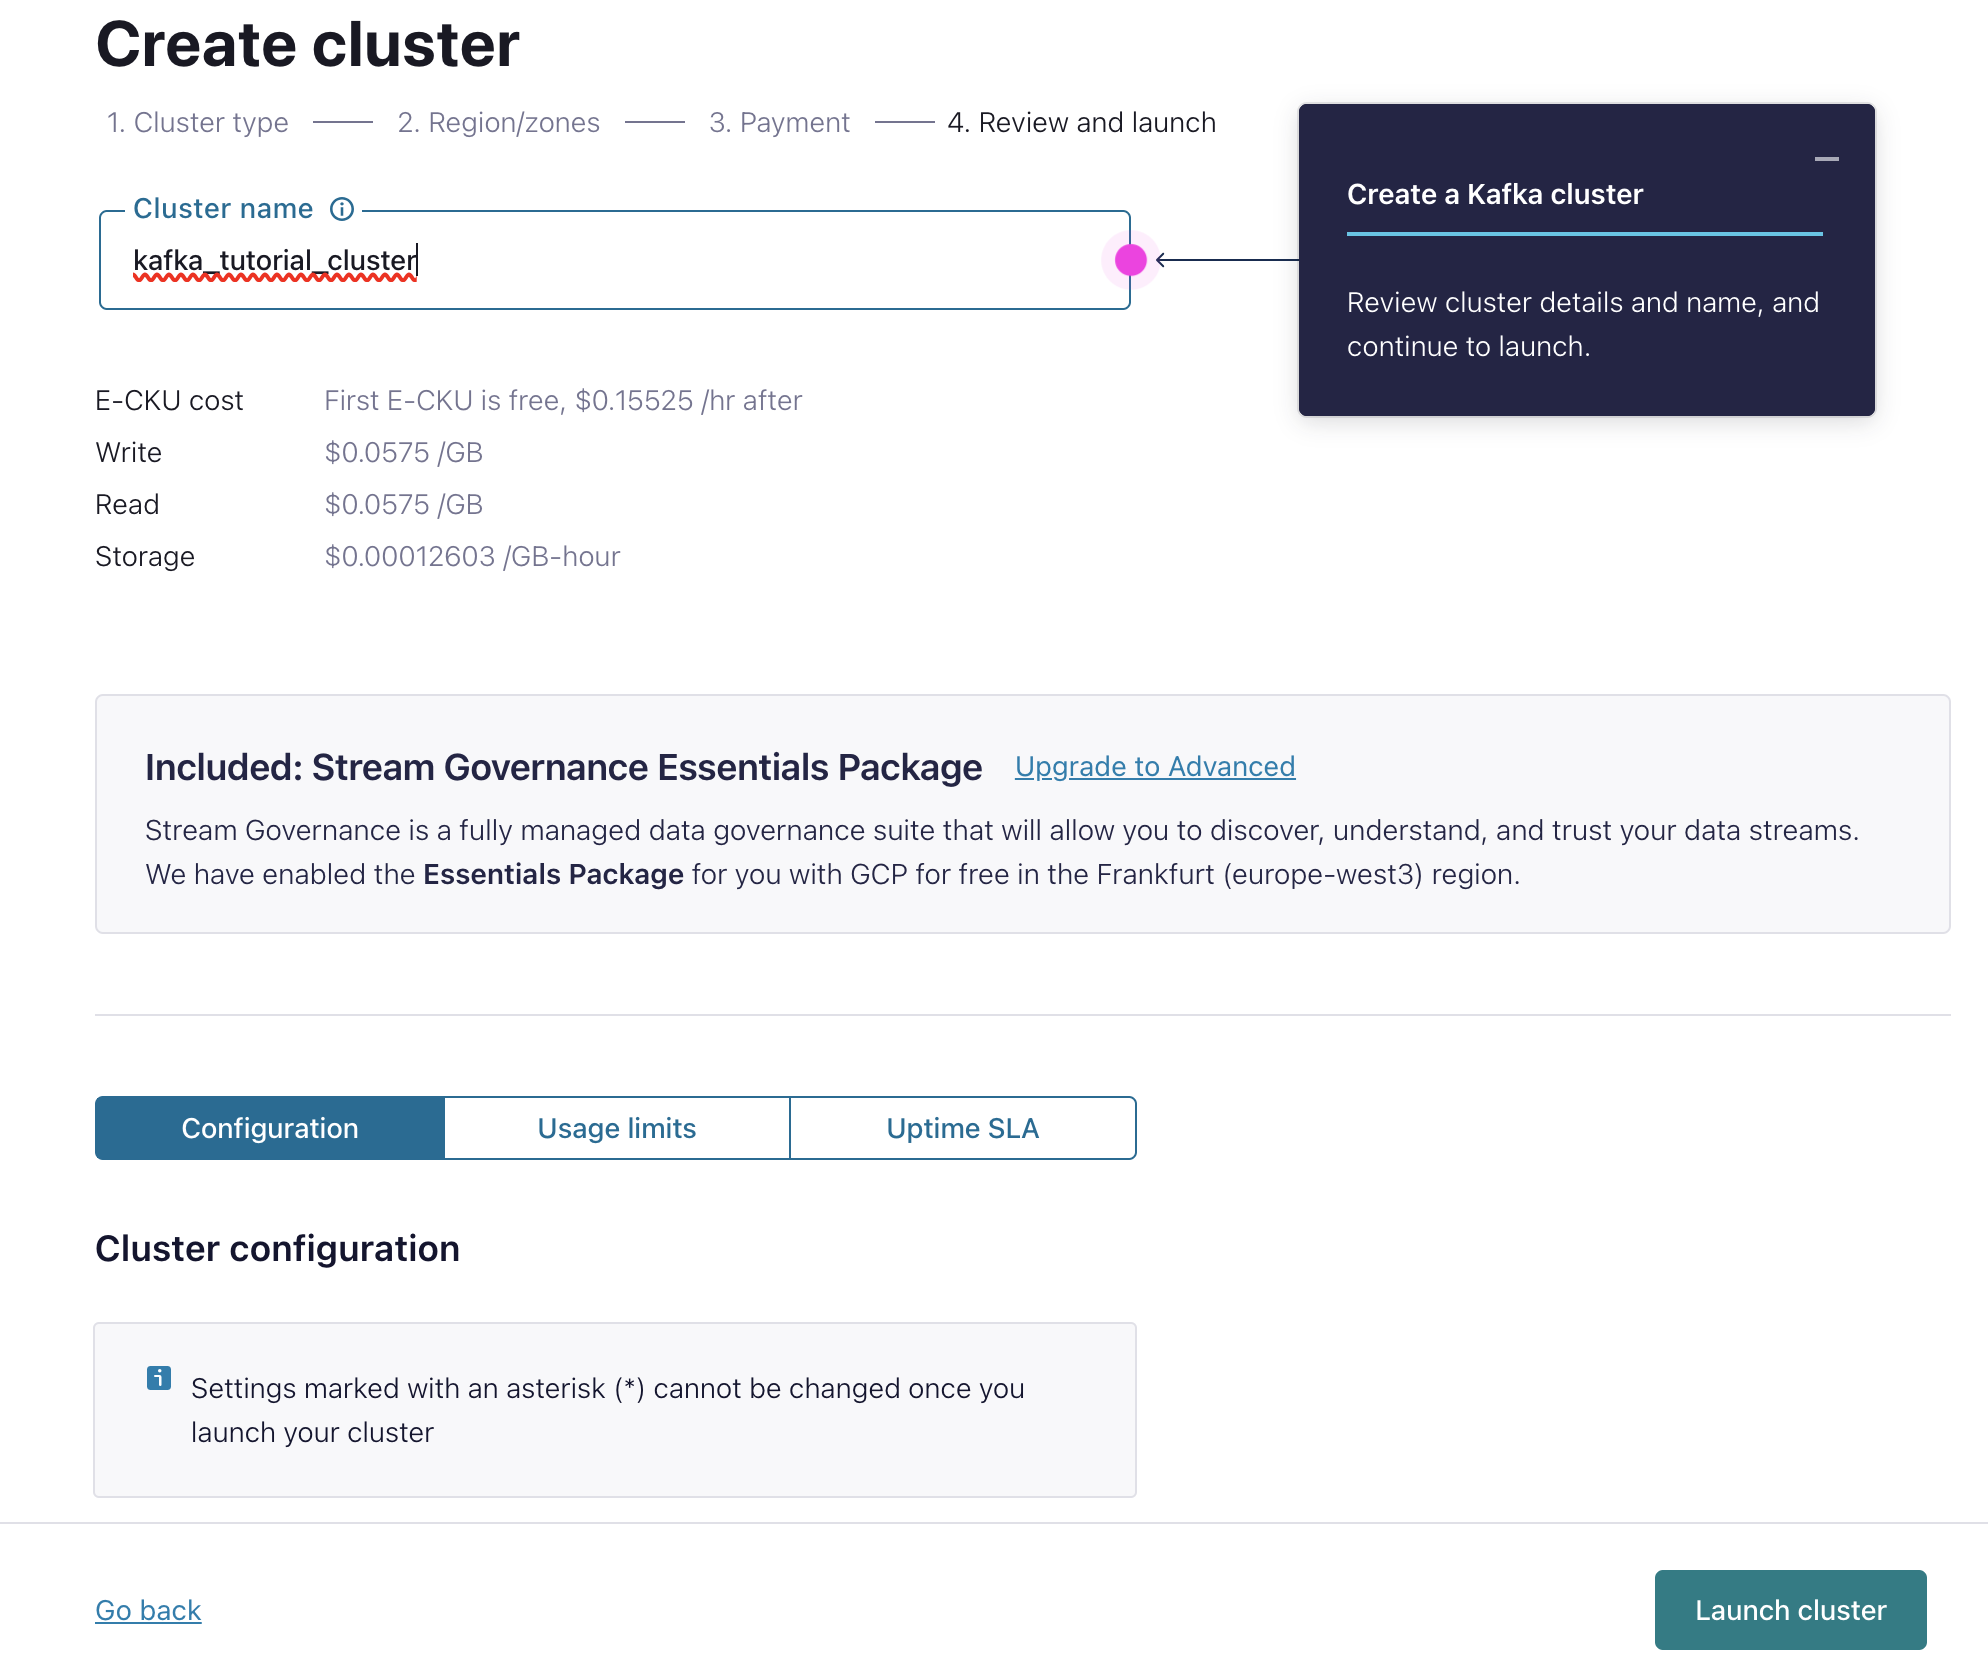 Create cluster
1. Cluster type
2. Region/zones
3. Payment
4. Review and launch
Cluster name
kafka_tutorial_cluster
Create a Kafka cluster
Review cluster details and name, and
continue to launch.
E-CKU cost First E-CKU is free, $0.15525 /hr after
Write $0.0575 /GB
Read $0.0575 /GB
Storage $0.00012603 /GB-hour
Included: Stream Governance Essentials Package Upgrade to Advanced
Stream Governance is a fully managed data governance suite that will allow you to discover, understand, and trust your data streams.
We have enabled the Essentials Package for you with GCP for free in the Frankfurt (europe-west3) region.
Configuration
Usage limits
Uptime SLA
Cluster configuration
Settings marked with an asterisk (*) cannot be changed once you
launch your cluster
Go back
Launch cluster